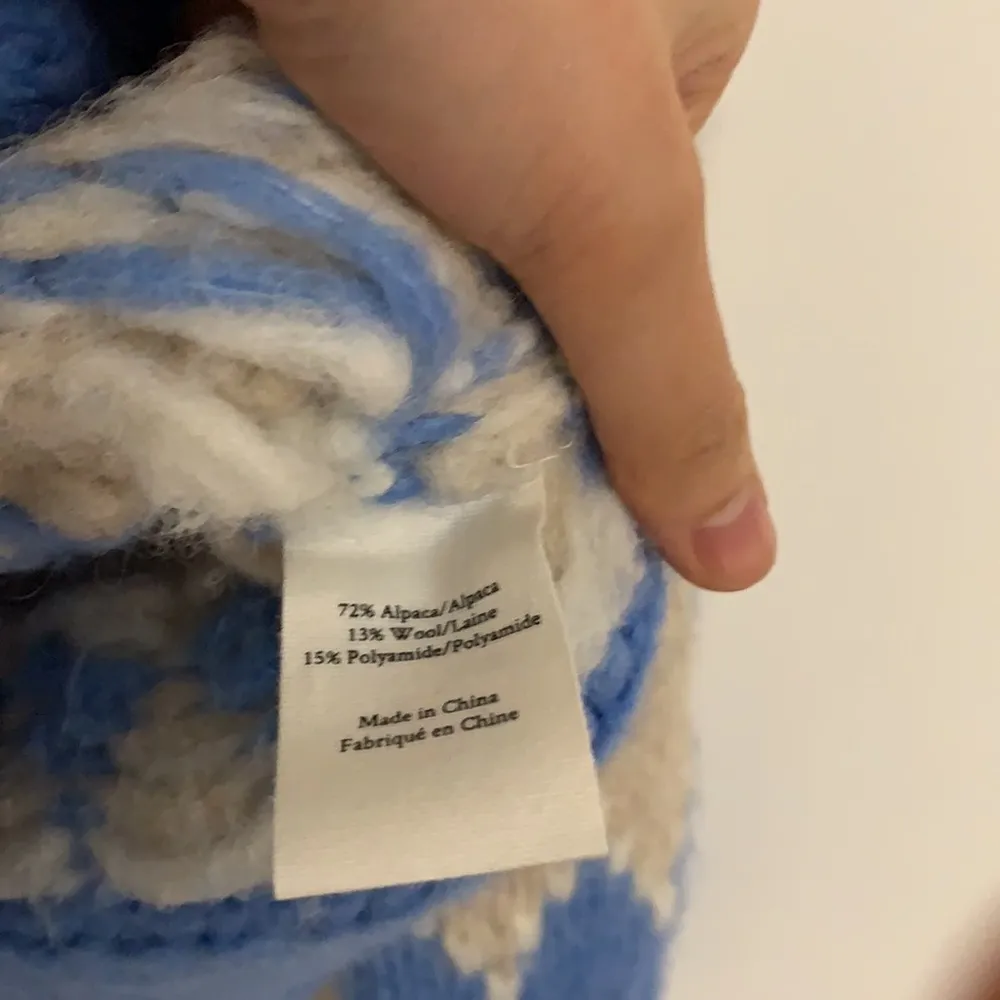 72% Alpaca/Alpaca
13% Wool/Laine
15% Polyamide/Polyamide
Made in China
Fabriqué en Chine